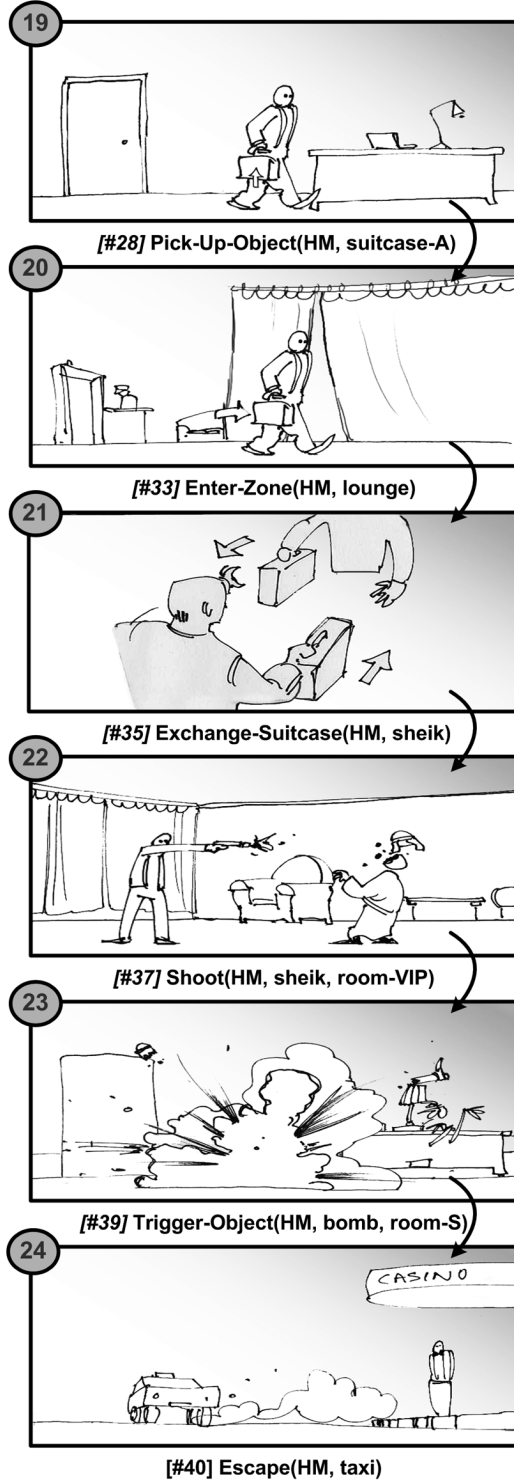 19
[#28] Pick-Up-Object(HM, suitcase-A)
20
[#33] Enter-Zone(HM, lounge)
21
[#35] Exchange-Suitcase(HM, sheik)
22
[#37] Shoot(HM, sheik, room-VIP)
23
[#39] Trigger-Object(HM, bomb, room-S)
24
CASINO
[#40] Escape(HM, taxi)